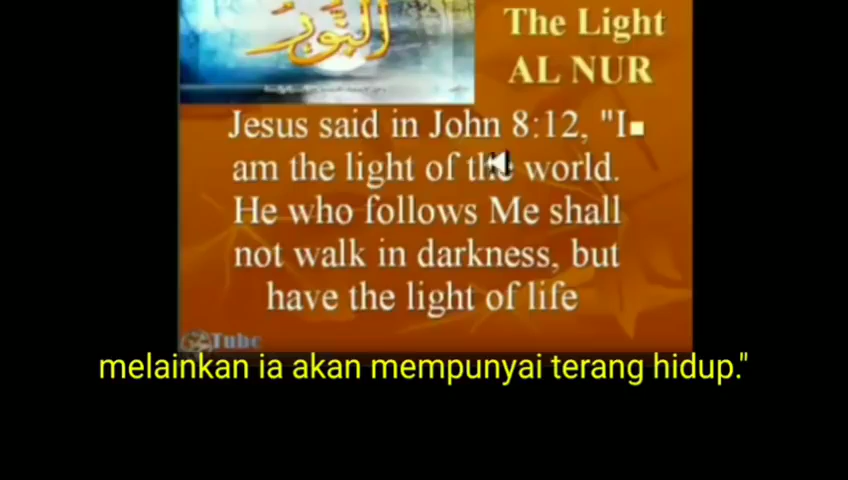 النور
The Light
AL NUR
Jesus said in John 8:12, "I
am the light of the world.
He who follows Me shall
not walk in darkness, but
have the light of life
Tube
melainkan ia akan mempunyai terang hidup."